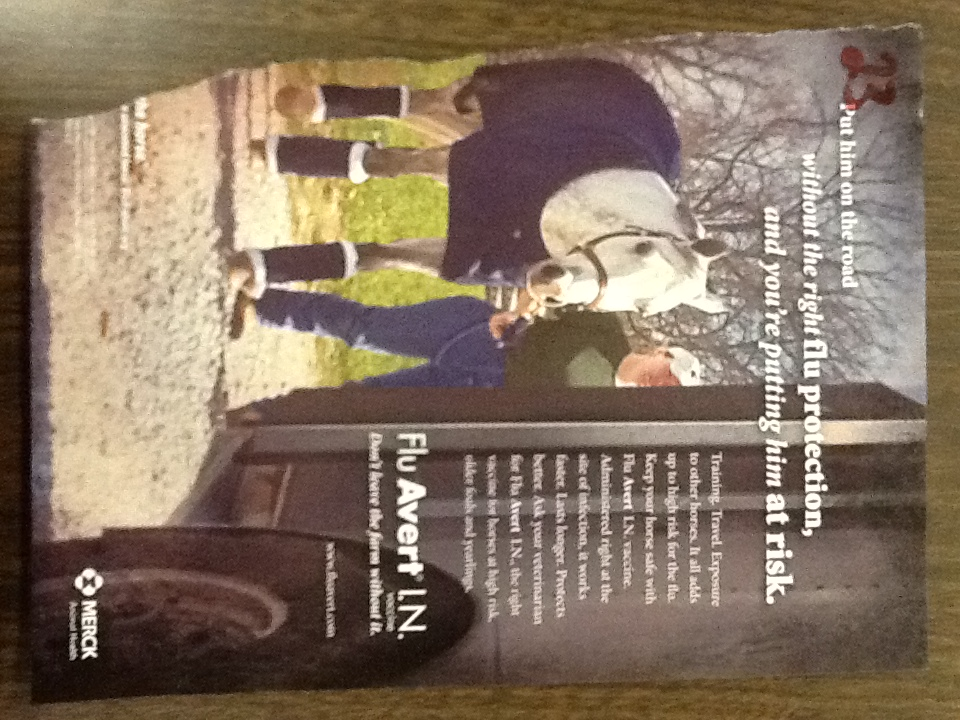 23
Put him on the road
without the right flu protection,
and you're putting him at risk.
Training. Travel. Exposure
to other horses. It all adds
up to high risk for the flu.
Keep your horse safe with
Flu Avert I.N. vaccine.
Administered right at the
site of infection, it works
faster. Lasts longer. Protects
better. Ask your veterinarian
for Flu Avert I.N., the right
vaccine for horses at high risk,
older foals and yearlings.
Flu Avert® I.N.
vaccine
Don't leave the farm without it.
www.fluavert.com
horse.
MERCK
Animal Health